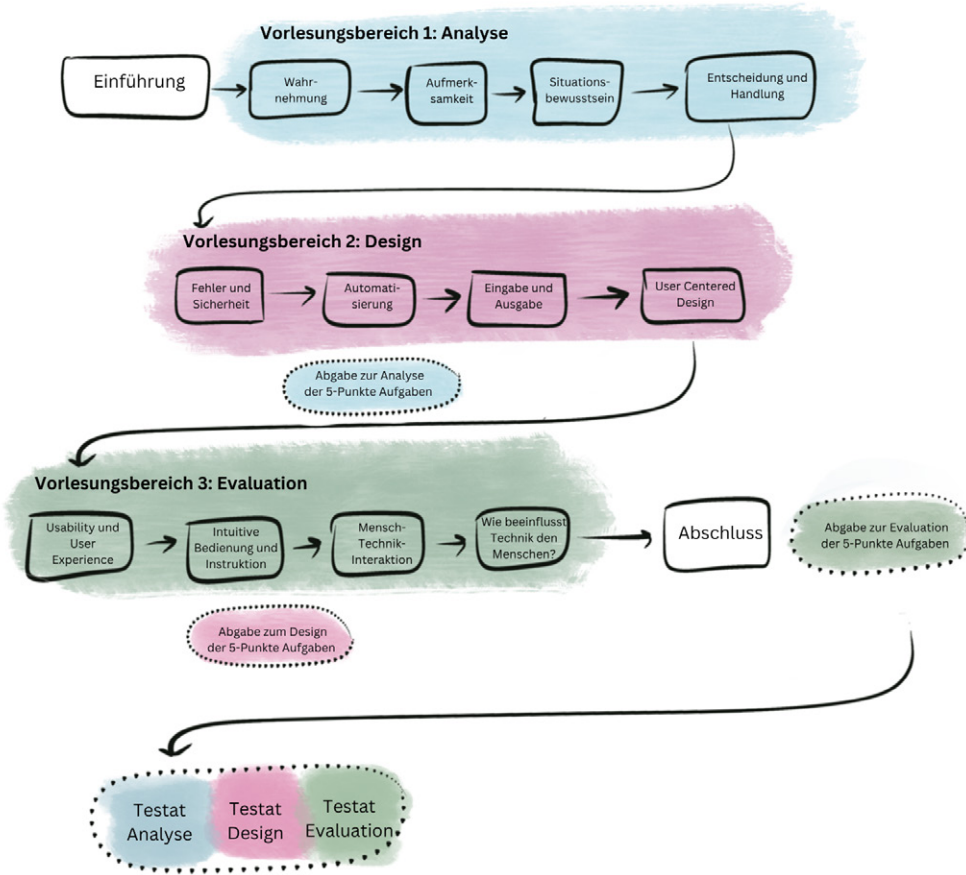 Vorlesungsbereich 1: Analyse
Einführung
Wahr-
nehmung
Aufmerk-
samkeit
Situations-
bewusstsein
Entscheidung und
Handlung
Vorlesungsbereich 2: Design
Fehler und
Sicherheit
Automati-
sierung
Eingabe und
Ausgabe
User Centered
Design
Abgabe zur Analyse
der 5-Punkte Aufgaben
Vorlesungsbereich 3: Evaluation
Usability und
User
Experience
Intuitive
Bedienung und
Instruktion
Mensch-
Technik-
Interaktion
Wie beeinflusst
Technik den
Menschen?
Abschluss
Abgabe zur Evaluation
der 5-Punkte Aufgaben
Abgabe zum Design
der 5-Punkte Aufgaben
Testat
Analyse
Testat
Design
Testat
Evaluation